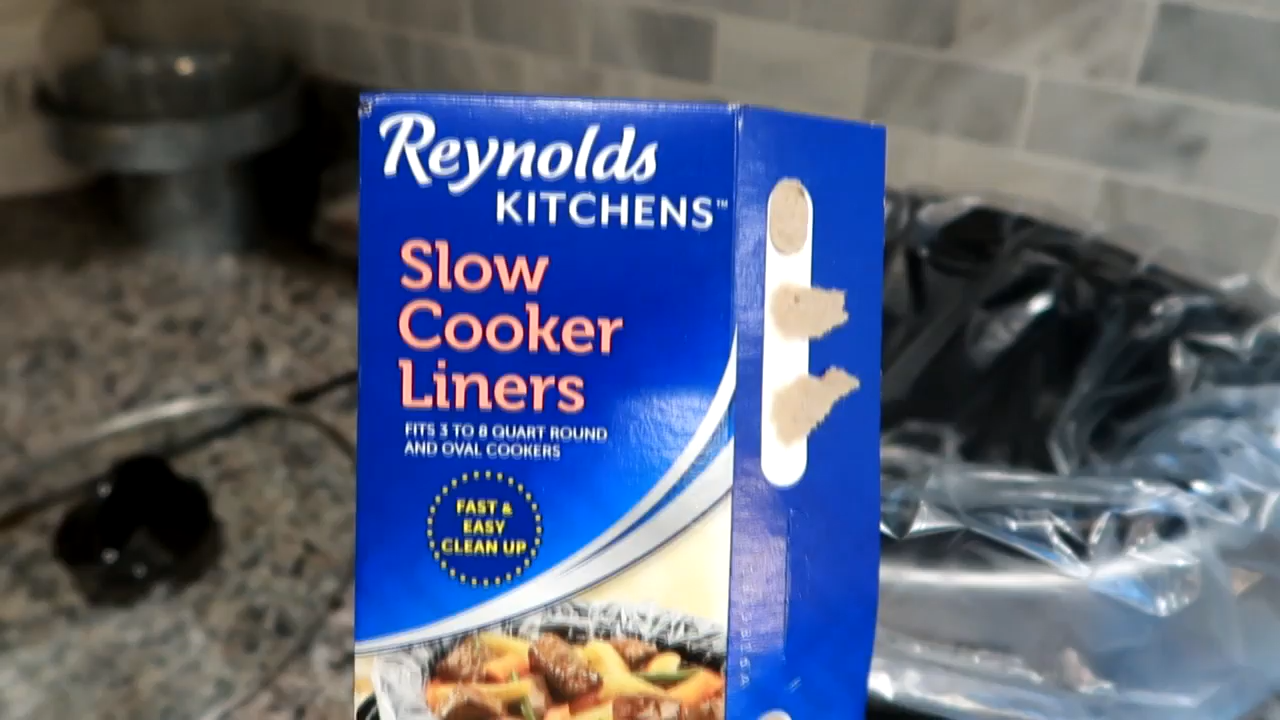 Reynolds
KITCHENS™
Slow
Cooker
Liners
FITS 3 TO 8 QUART ROUND
AND OVAL COOKERS
FAST &
EASY
CLEAN UP